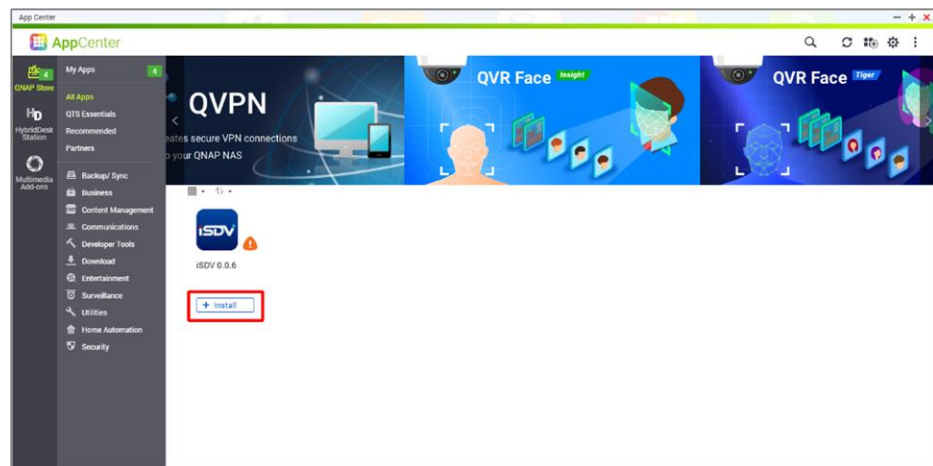 App Center
AppCenter
4
QNAP Store
HD
HybridDesk
Station
Multimedia
Add-ons
My Apps
4
All Apps
QTS Essentials
Recommended
Partners
Backup/ Sync
Business
Content Management
Communications
Developer Tools
Download
Entertainment
Surveillance
Utilities
Home Automation
Security
QVPN
eates secure VPN connections
o your QNAP NAS
QVR Face Insight
QVR Face Tiger
iSDV
iSDV 0.0.6
+ Install